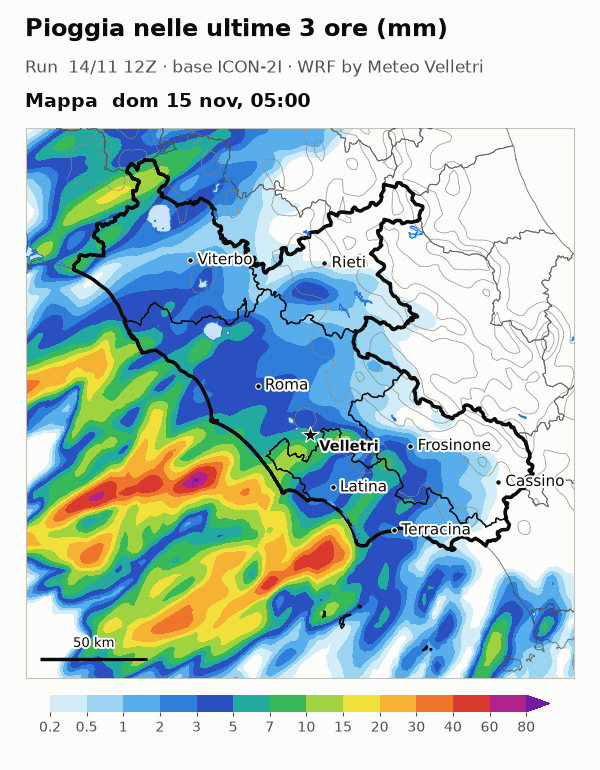 Pioggia nelle ultime 3 ore (mm)
Run  14/11 12Z · base ICON-2I · WRF by Meteo Velletri
Mappa  dom 15 nov, 05:00
Viterbo
Rieti
Roma
Velletri
Frosinone
Latina
Cassino
Terracina
50 km
0.2 0.5 1 2 3 5 7 10 15 20 30 40 60 80